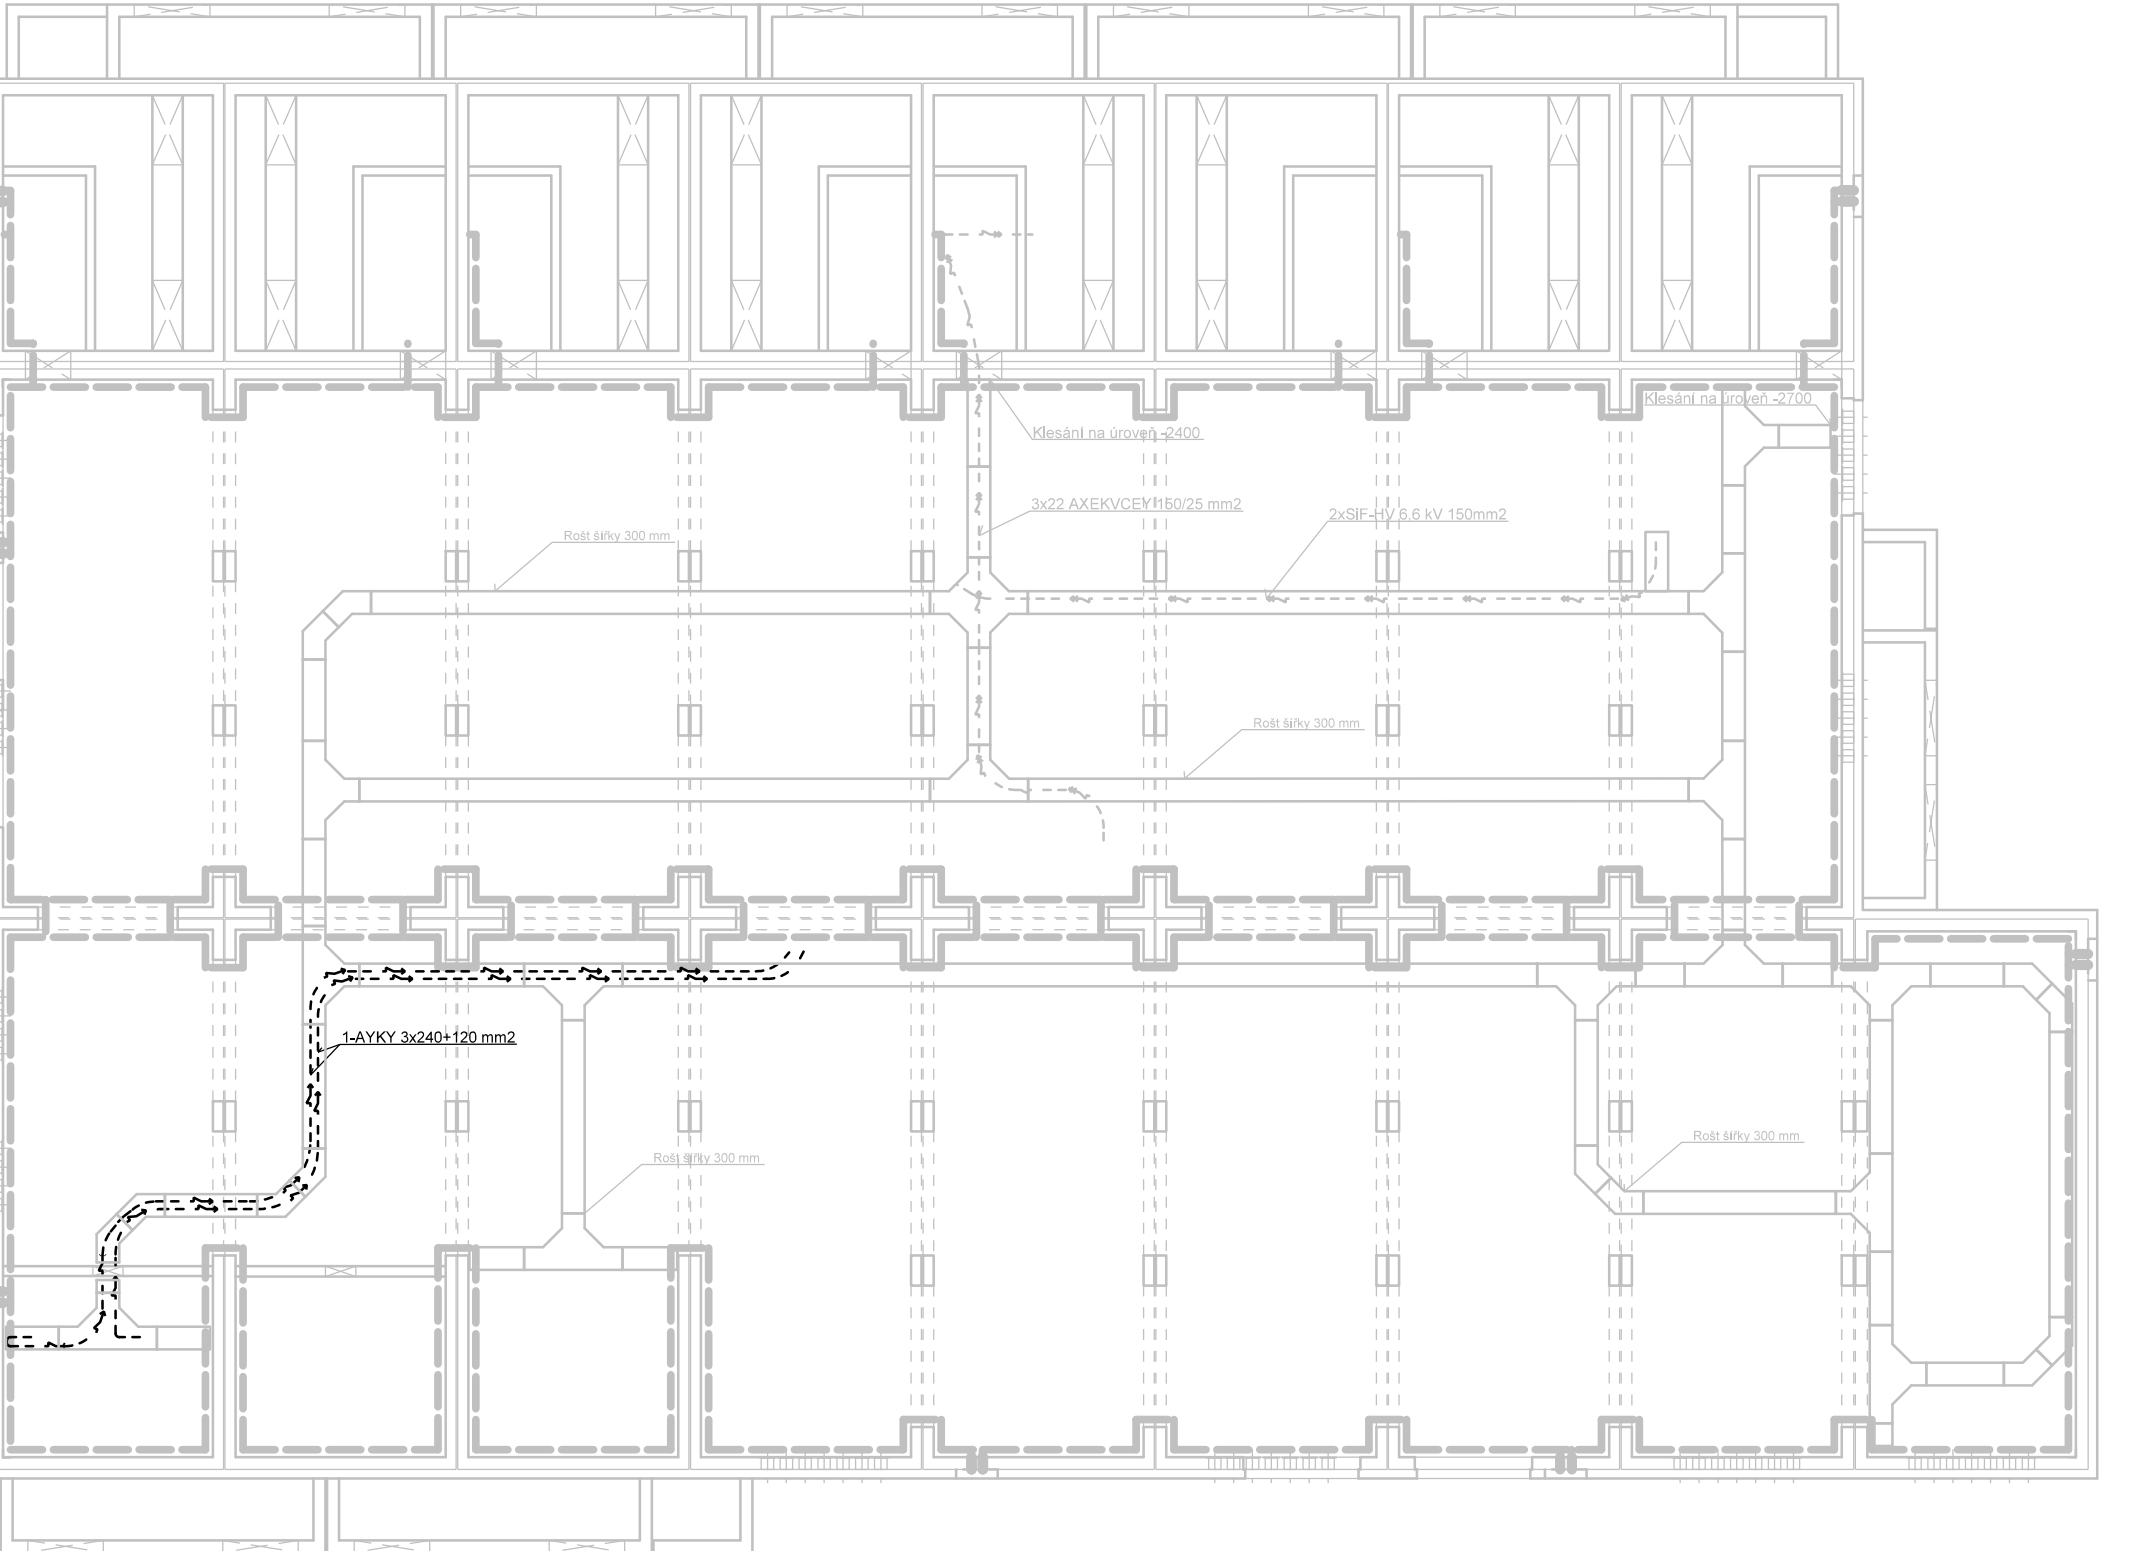 Klesání na úroveň -2700
Klesání na úroveň -2400
3x22 AXEKVCEY 150/25 mm2
2xSiF-HV 6.6 kV 150mm2
Rošt šířky 300 mm
Rošt šířky 300 mm
1-AYKY 3x240+120 mm2
Rošt šířky 300 mm
Rošt šířky 300 mm